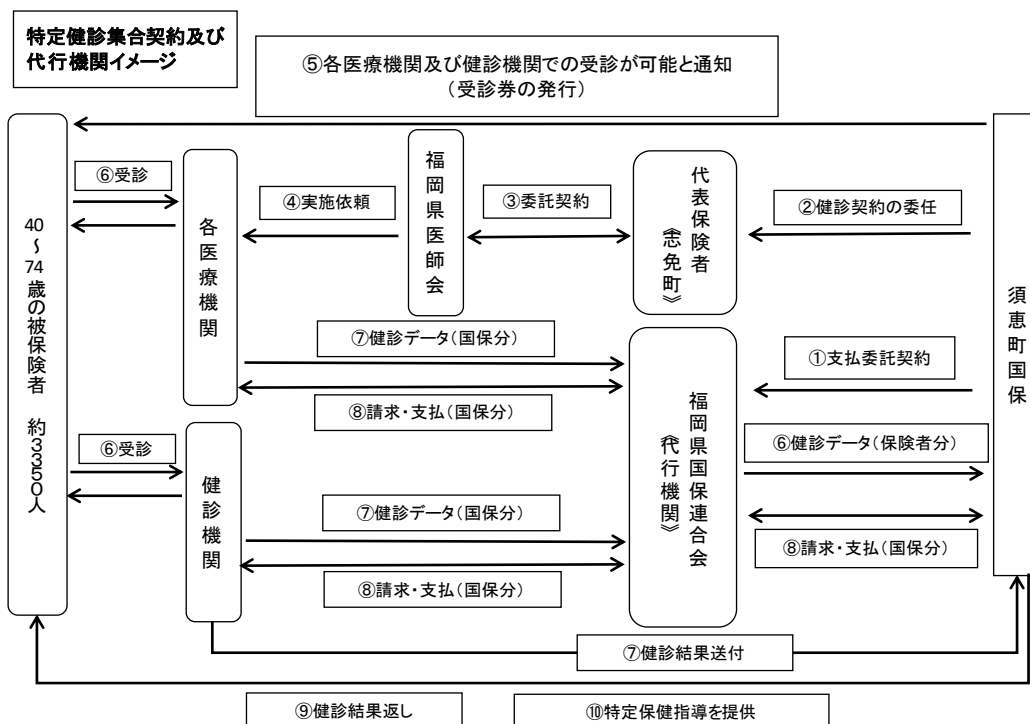 特定健診集合契約及び
代行機関イメージ
⑤各医療機関及び健診機関での受診が可能と通知
（受診券の発行）
⑥受診
④実施依頼
③委託契約
②健診契約の委任
40～74歳の被保険者　約3350人
各医療機関
福岡県医師会
代表保険者
《志免町》
須恵町国保
⑦健診データ（国保分）
①支払委託契約
⑧請求・支払（国保分）
⑥受診
健診機関
福岡県国保連合会
《代行機関》
⑥健診データ（保険者分）
⑦健診データ（国保分）
⑧請求・支払（国保分）
⑧請求・支払（国保分）
⑦健診結果送付
⑨健診結果返し
⑩特定保健指導を提供